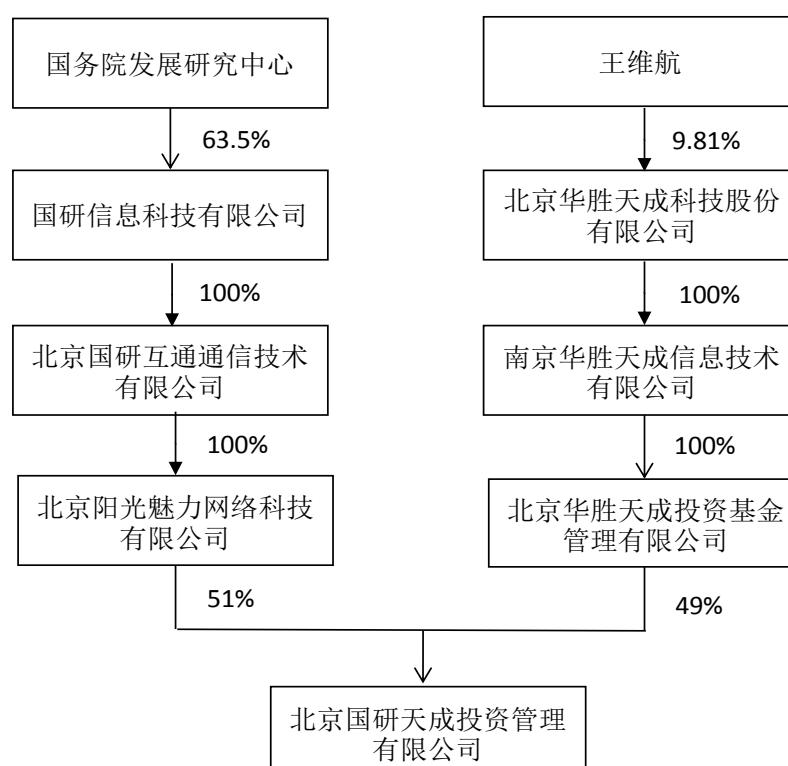 国务院发展研究中心
王维航
63.5%
9.81%
国研信息科技有限公司
北京华胜天成科技股份
有限公司
100%
100%
北京国研互通通信技术
有限公司
南京华胜天成信息技术
有限公司
100%
100%
北京阳光魅力网络科技
有限公司
北京华胜天成投资基金
管理有限公司
51%
49%
北京国研天成投资管理
有限公司